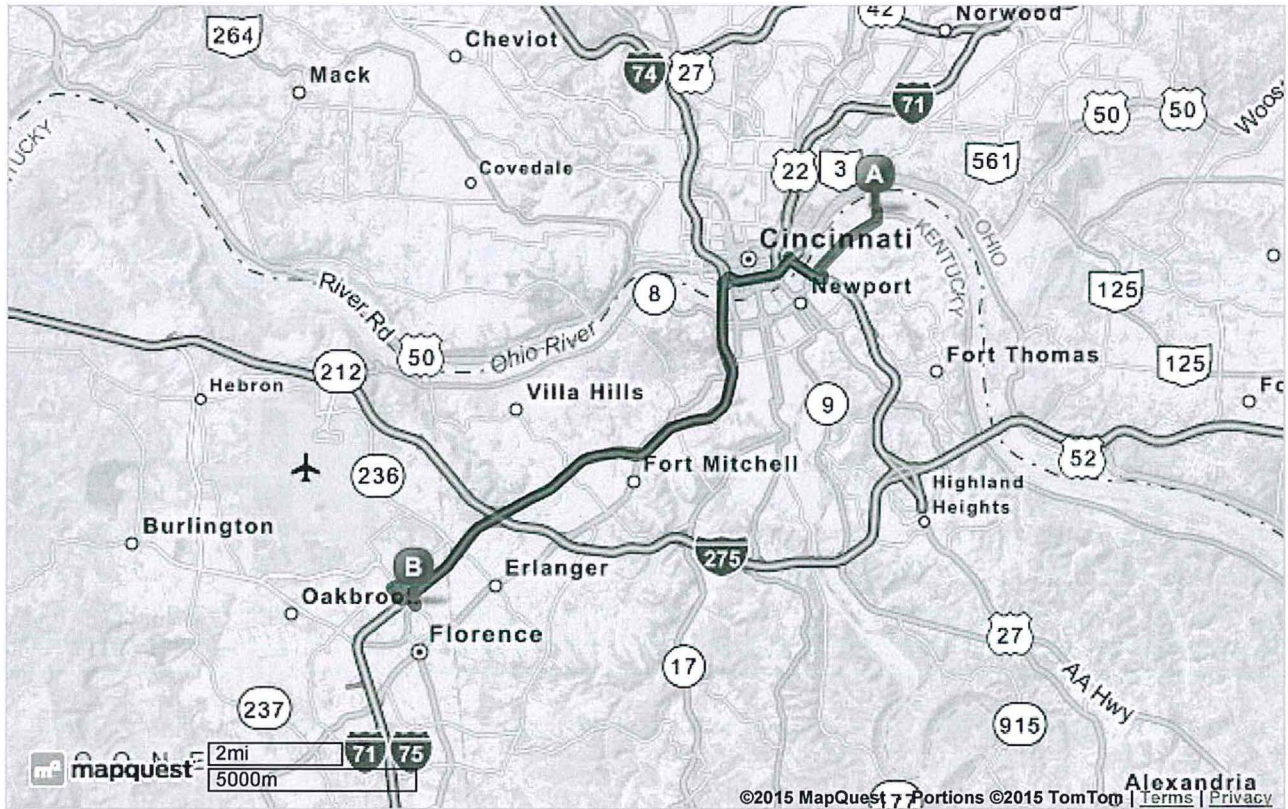 264
Cheviot
42
Norwood
Mack
74
27
71
50
50
Woos
TUCKY
Covedale
22
3
A
561
OHIO
KENTUCKY
Cincinnati
River Rd
8
Newport
125
Ohio River
50
212
Hebron
Villa Hills
9
Fort Thomas
125
Fo
236
Fort Mitchell
52
Highland
Heights
Burlington
275
B
Erlanger
Oakbroo
Florence
27
17
AA Hwy
237
915
mapquest
2mi
5000m
71
75
Alexandria
©2015 MapQuest Portions ©2015 TomTom | Terms | Privacy